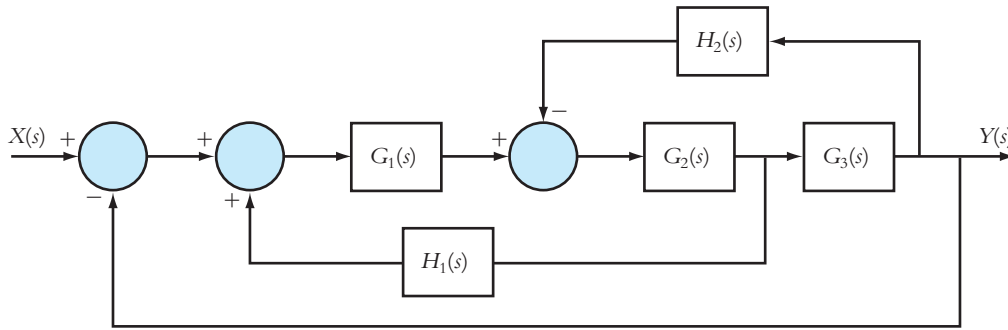 H₂(s)
−
X(s) + + + Y(s)
G₁(s) G₂(s) G₃(s)
− +
H₁(s)